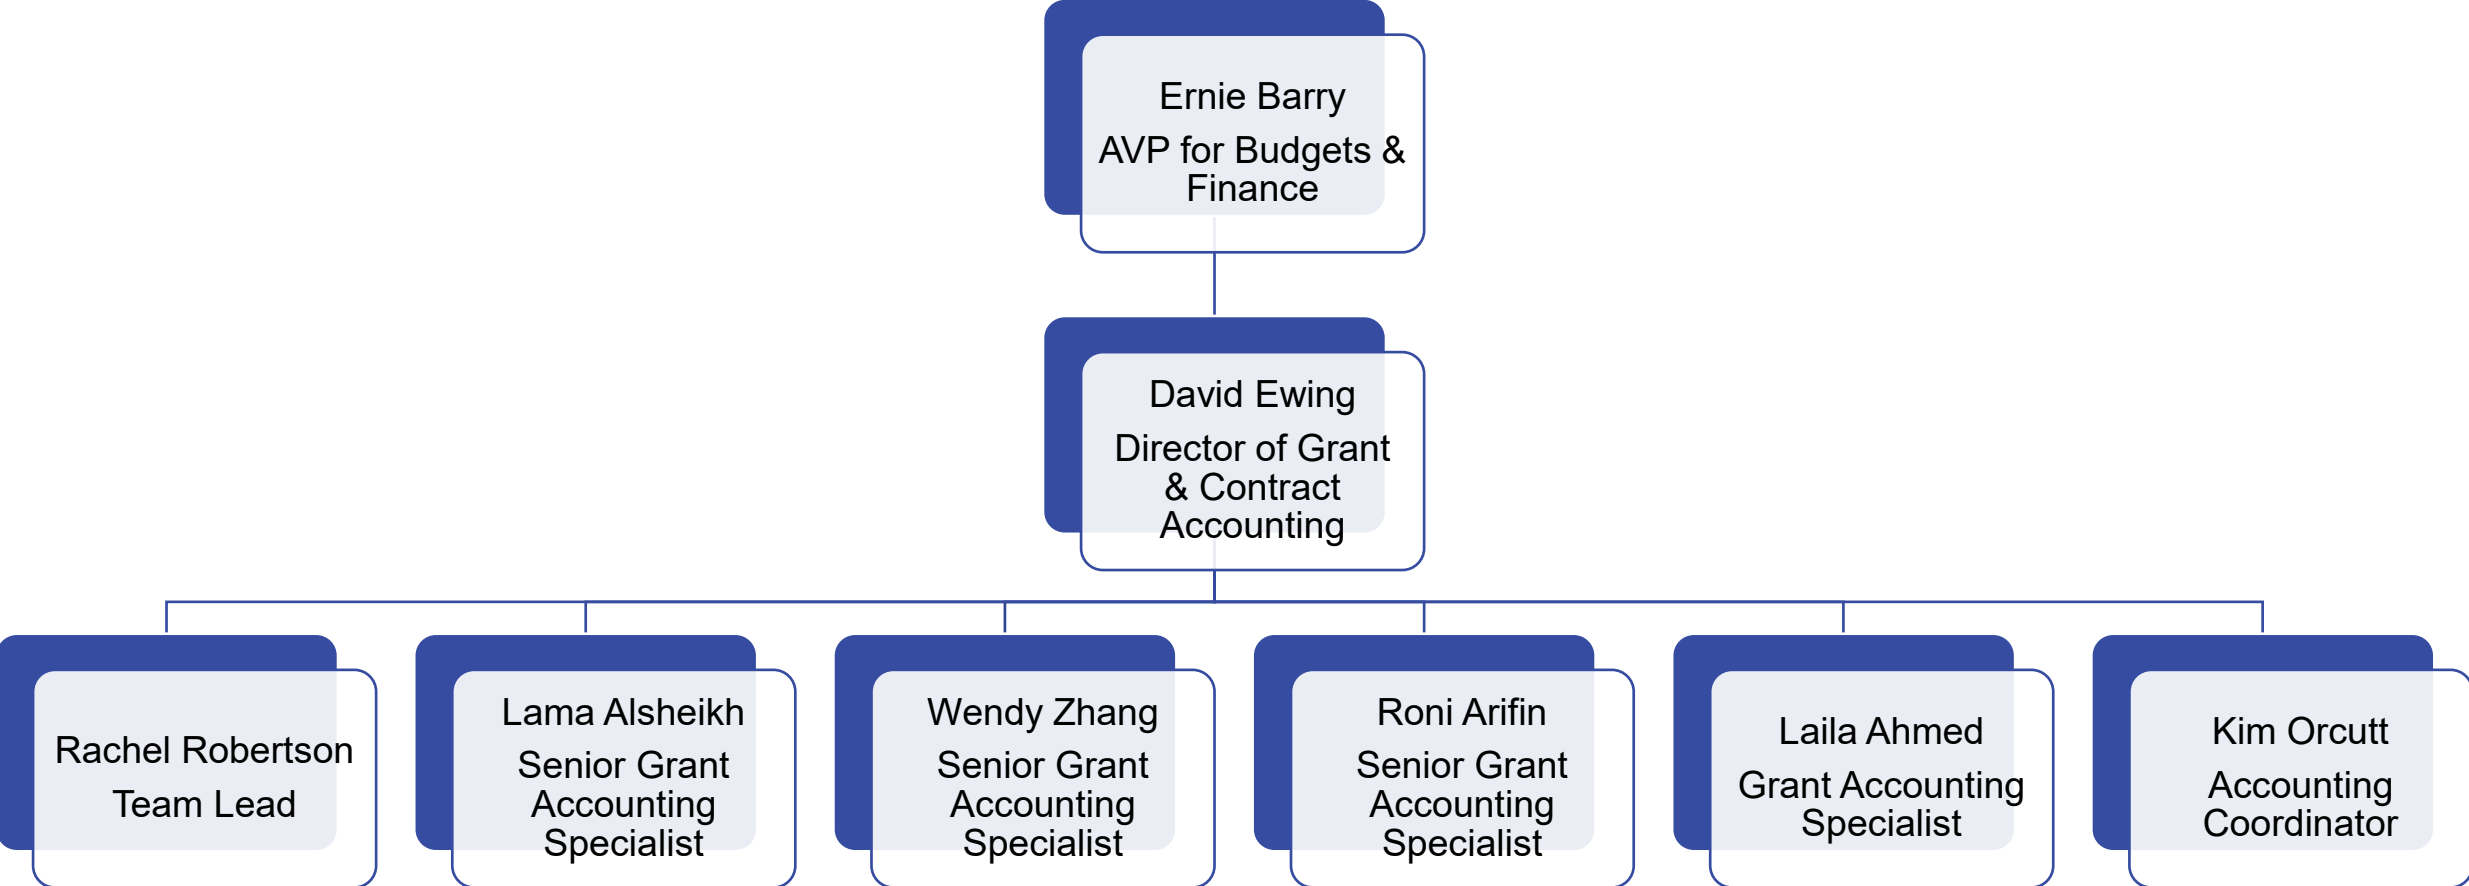 Ernie Barry
AVP for Budgets &
Finance
David Ewing
Director of Grant
& Contract
Accounting
Rachel Robertson
Team Lead
Lama Alsheikh
Senior Grant
Accounting
Specialist
Wendy Zhang
Senior Grant
Accounting
Specialist
Roni Arifin
Senior Grant
Accounting
Specialist
Laila Ahmed
Grant Accounting
Specialist
Kim Orcutt
Accounting
Coordinator